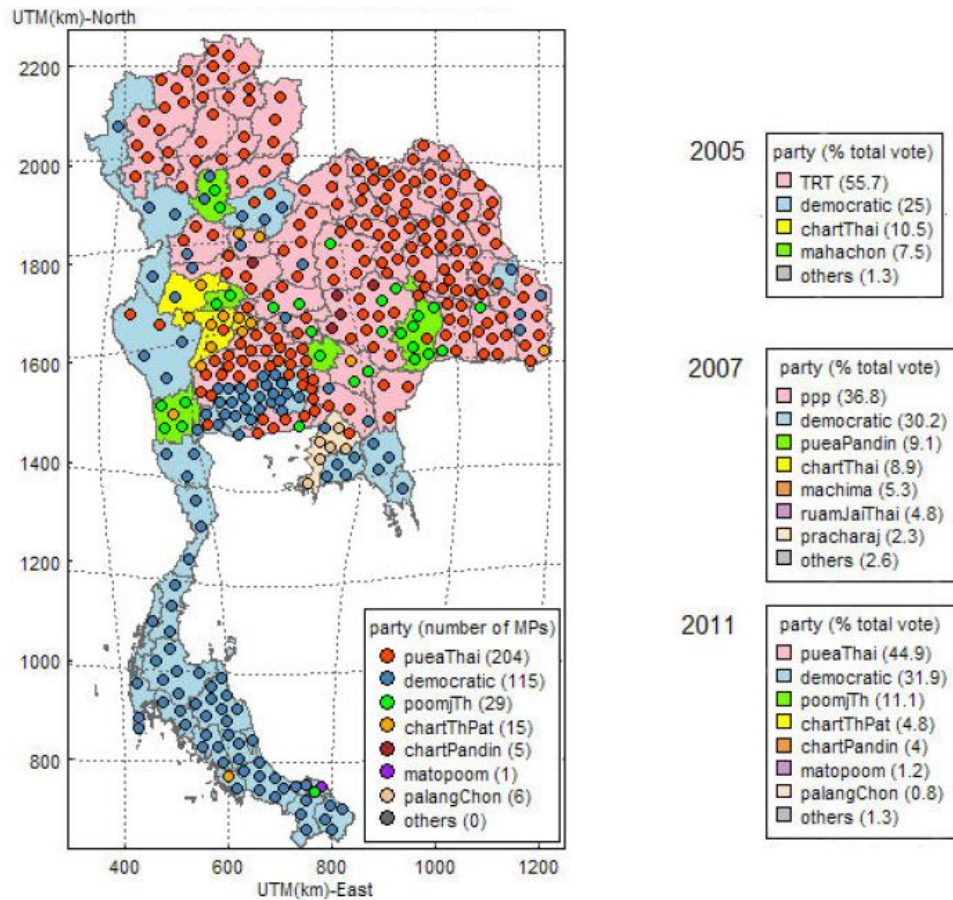 UTM(km)-North
2200
2000
1800
1600
1400
1200
1000
800
400
600
800
1000
1200
UTM(km)-East
party (number of MPs)
pueaThai (204)
democratic (115)
poomjTh (29)
chartThPat (15)
chartPandin (5)
matopoom (1)
palangChon (6)
others (0)
2005
party (% total vote)
TRT (55.7)
democratic (25)
chartThai (10.5)
mahachon (7.5)
others (1.3)
2007
party (% total vote)
ppp (36.8)
democratic (30.2)
pueaPandin (9.1)
chartThai (8.9)
machima (5.3)
ruamJaiThai (4.8)
pracharaj (2.3)
others (2.6)
2011
party (% total vote)
pueaThai (44.9)
democratic (31.9)
poomjTh (11.1)
chartThPat (4.8)
chartPandin (4)
matopoom (1.2)
palangChon (0.8)
others (1.3)